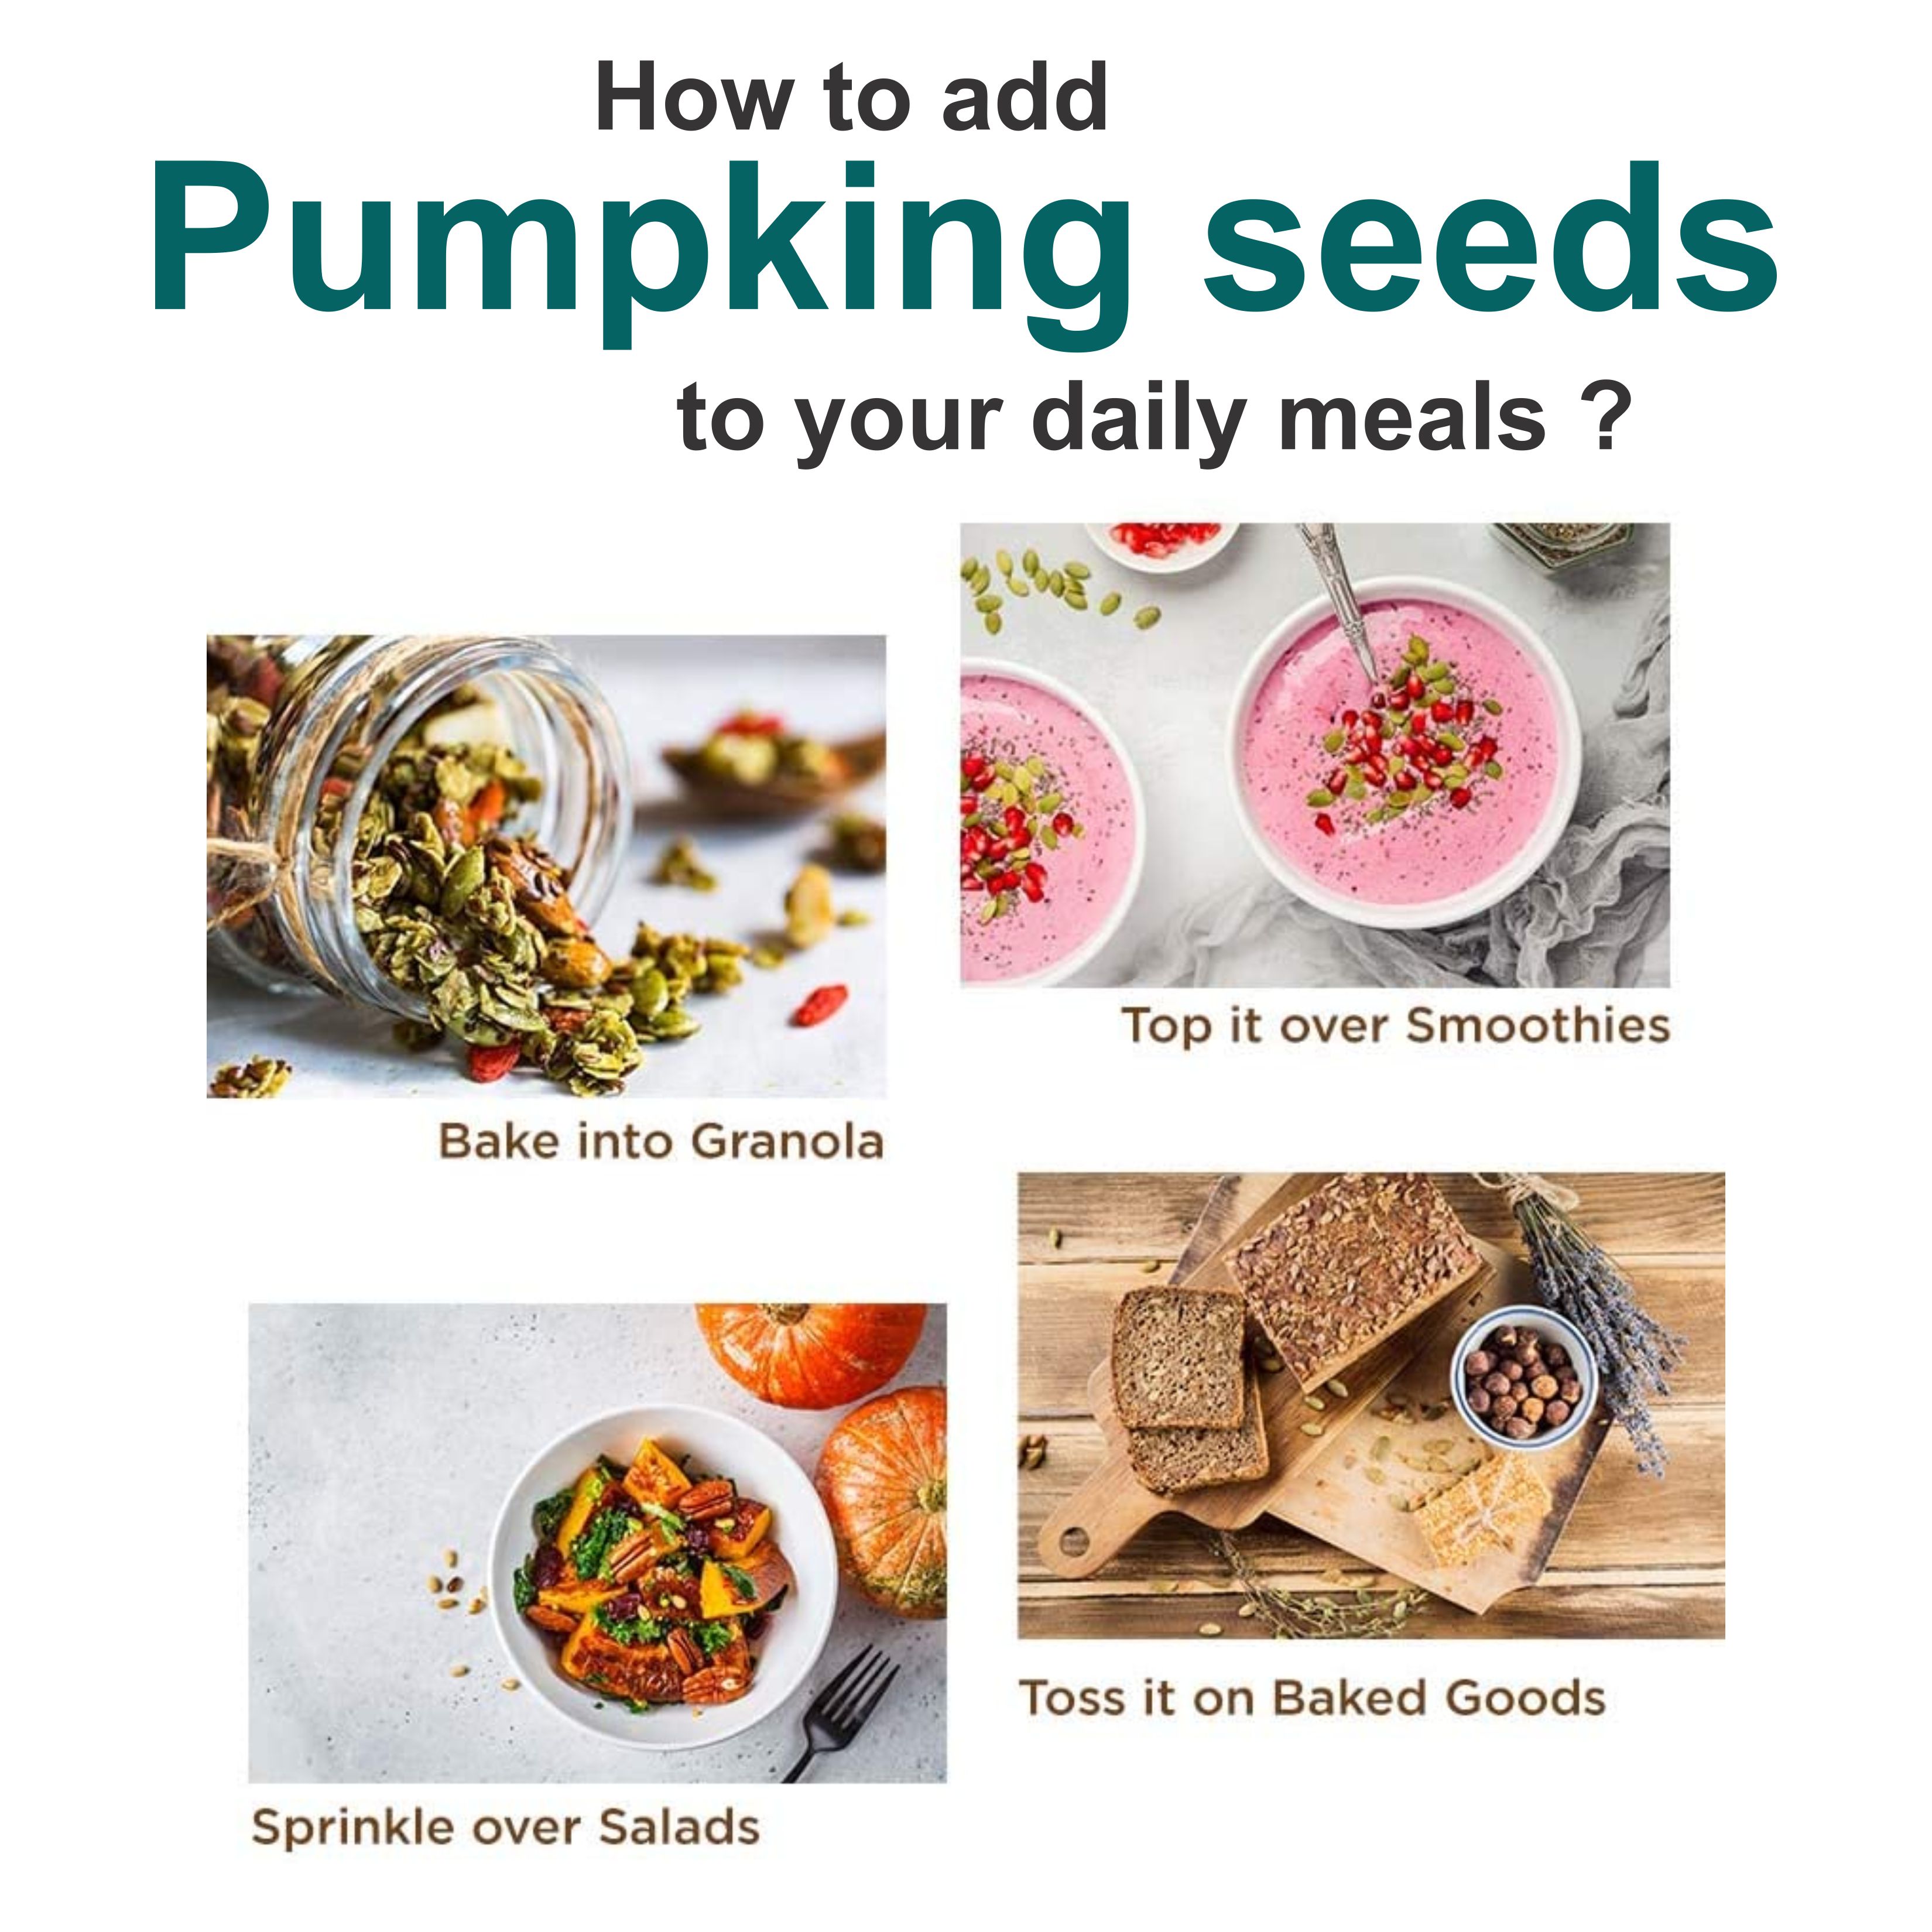 How to add
Pumpking seeds
to your daily meals ?
Top it over Smoothies
Bake into Granola
Toss it on Baked Goods
Sprinkle over Salads